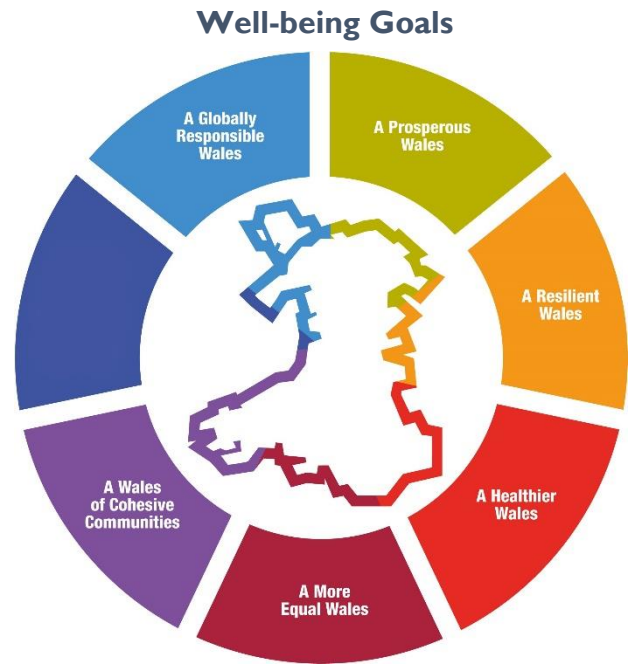 Well-being Goals
A Globally
Responsible
Wales
A Prosperous
Wales
A Resilient
Wales
A Healthier
Wales
A More
Equal Wales
A Wales
of Cohesive
Communities